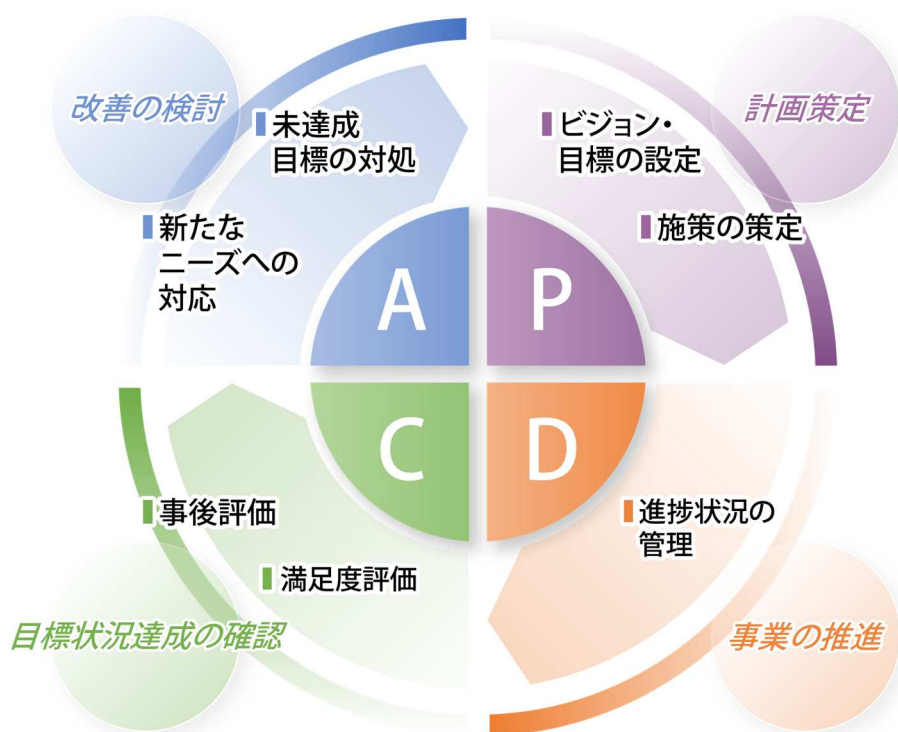 改善の検討
未達成
目標の対処
新たな
ニーズへの
対応
A
計画策定
ビジョン・
目標の設定
施策の策定
P
C
事後評価
満足度評価
目標状況達成の確認
D
進捗状況の
管理
事業の推進